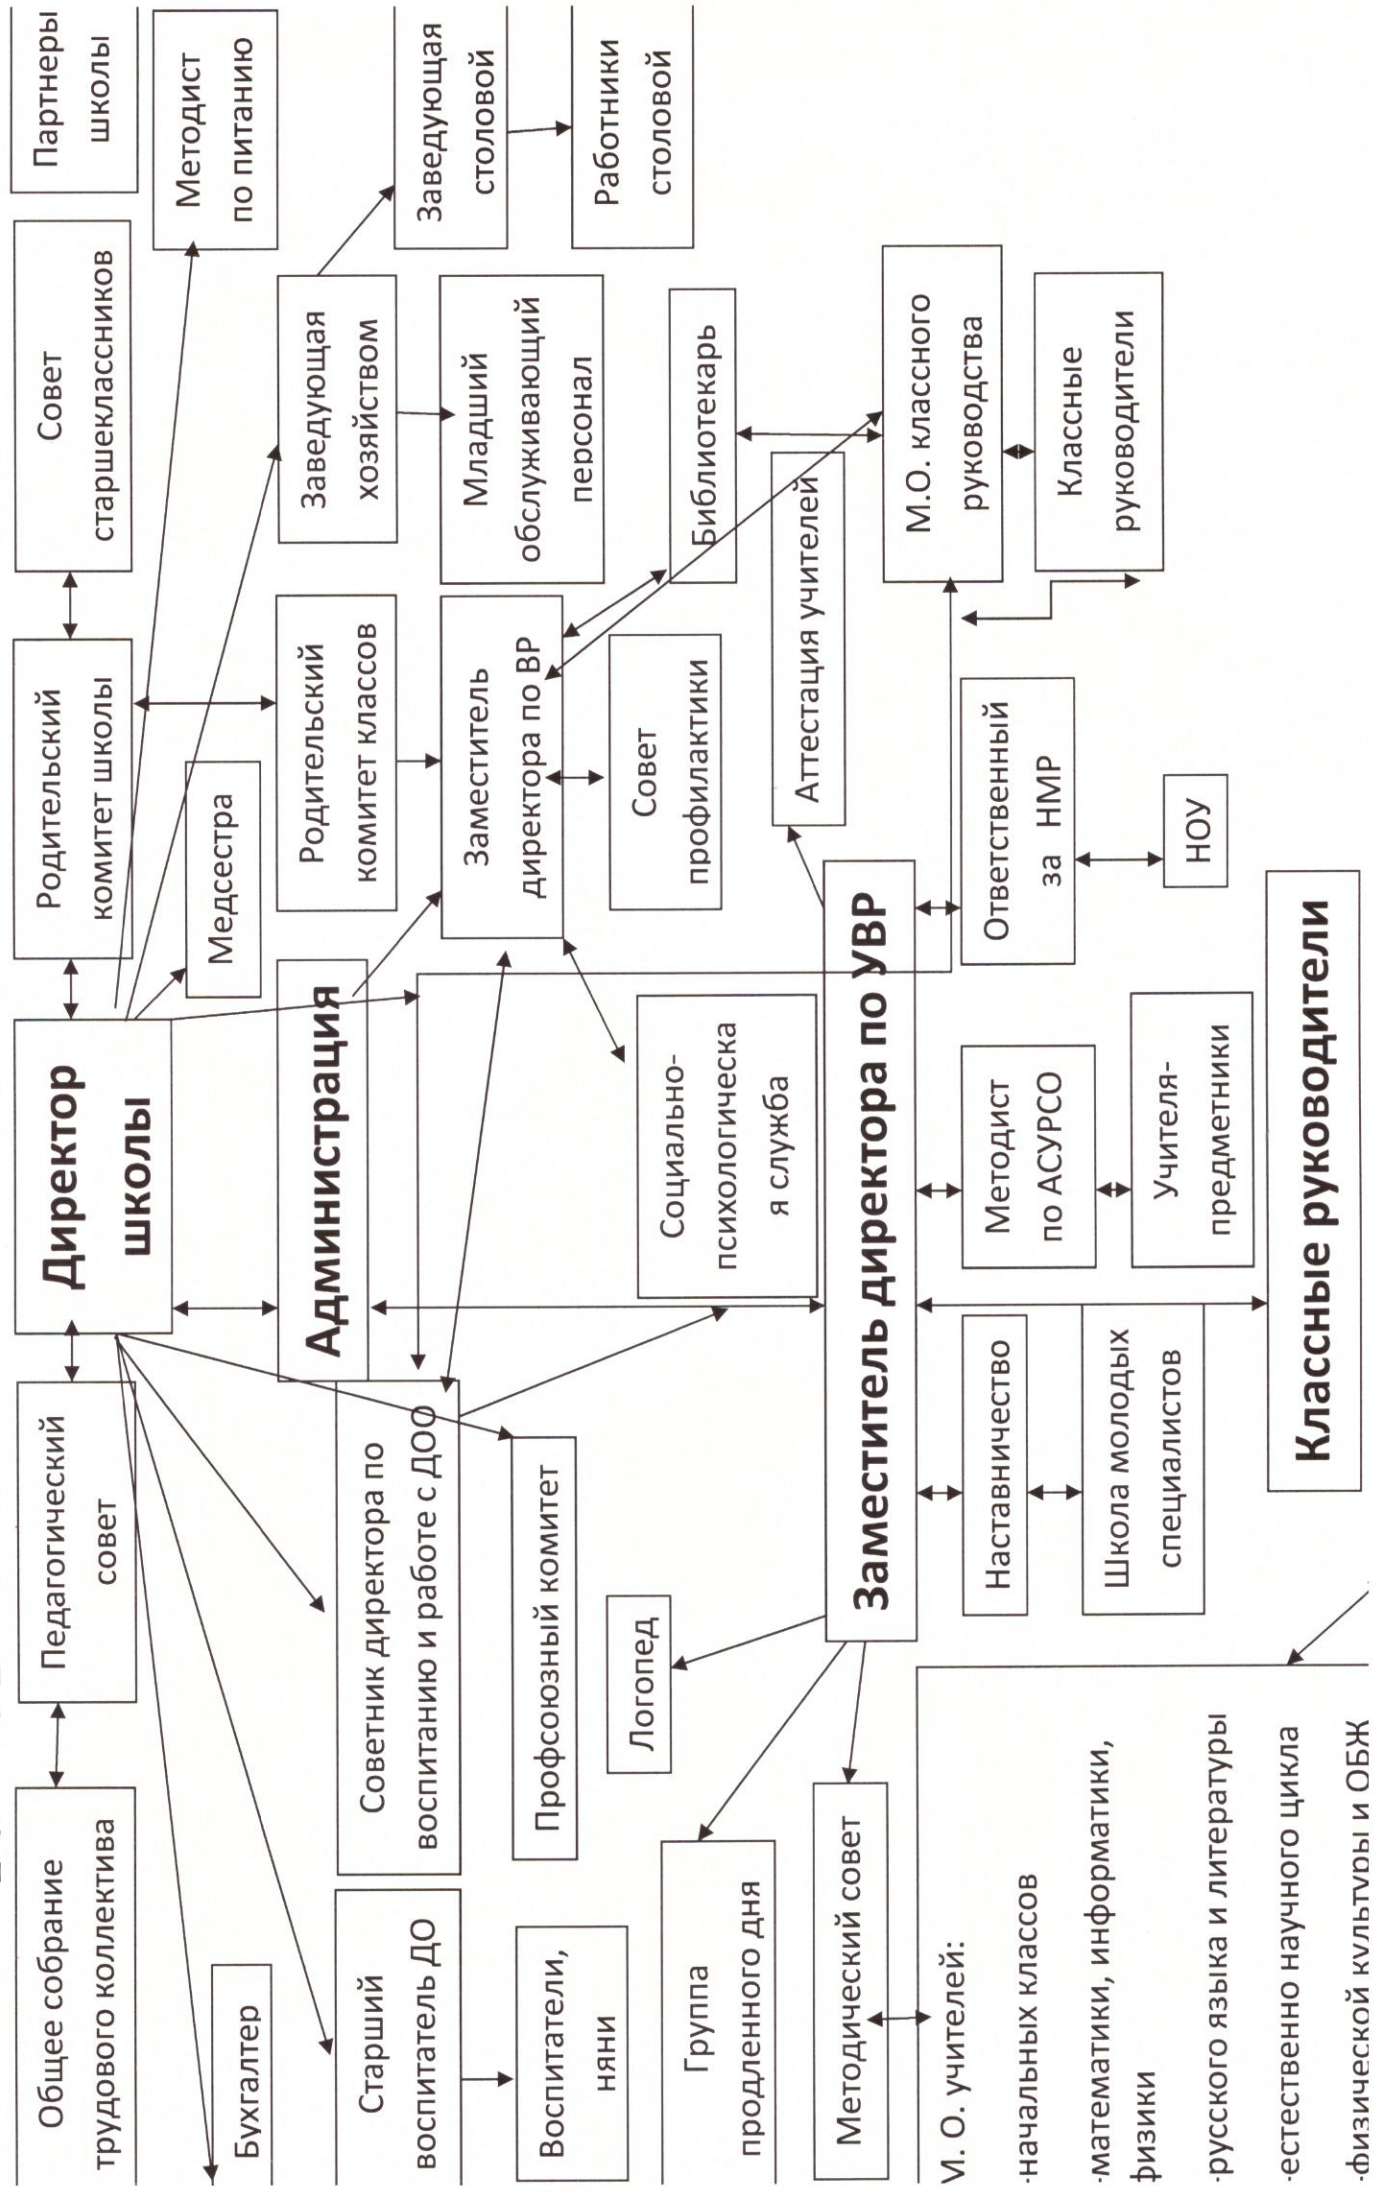 Общее собрание
трудового коллектива
Педагогический
совет
Директор
школы
Родительский
комитет школы
Совет
старшеклассников
Партнеры
школы
Бухгалтер
Медсестра
Методист
по питанию
Администрация
Родительский
комитет классов
Заведующая
хозяйством
Старший
воспитатель ДО
Советник директора по
воспитанию и работе с ДОО
Заместитель
директора по ВР
Младший
обслуживающий
персонал
Заведующая
столовой
Воспитатели,
няни
Профсоюзный комитет
Совет
профилактики
Работники
столовой
Логопед
Социально-
психологическа
я служба
Библиотекарь
Группа
продленного дня
Аттестация учителей
Методический совет
Заместитель директора по УВР
М.О. классного
руководства
М. О. учителей:
-начальных классов
-математики, информатики,
физики
-русского языка и литературы
-естественно научного цикла
-физической культуры и ОБЖ
Наставничество
Школа молодых
специалистов
Методист
по АСУРСО
Учителя-
предметники
Ответственный
за НМР
НОУ
Классные
руководители
Классные руководители